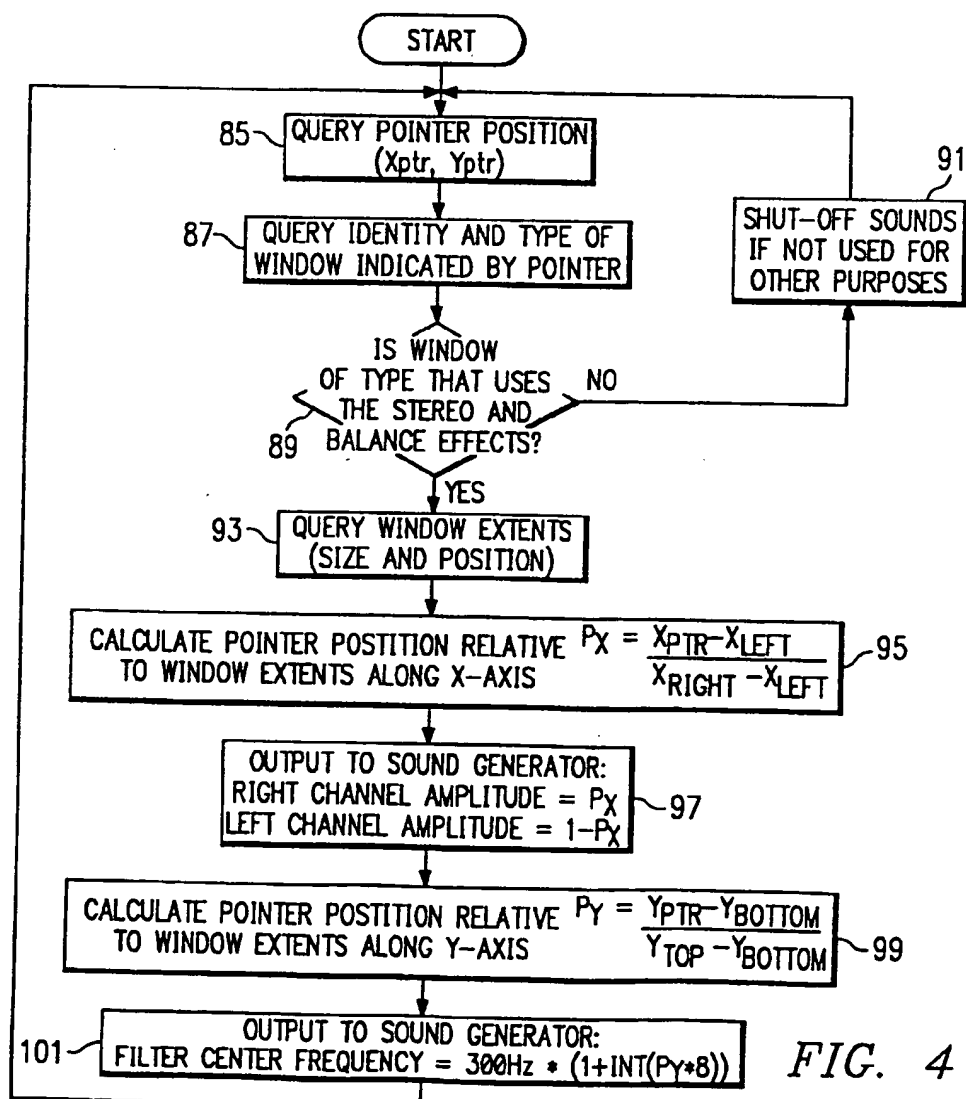 START
85
QUERY POINTER POSITION
(Xptr, Yptr)
91
SHUT-OFF SOUNDS
IF NOT USED FOR
OTHER PURPOSES
87
QUERY IDENTITY AND TYPE OF
WINDOW INDICATED BY POINTER
IS WINDOW
OF TYPE THAT USES
THE STEREO AND
BALANCE EFFECTS?
NO
89
YES
93
QUERY WINDOW EXTENTS
(SIZE AND POSITION)
CALCULATE POINTER POSTITION RELATIVE PX = XPTR-XLEFT
TO WINDOW EXTENTS ALONG X-AXIS XRIGHT -XLEFT
95
OUTPUT TO SOUND GENERATOR:
RIGHT CHANNEL AMPLITUDE = PX
LEFT CHANNEL AMPLITUDE = 1-PX
97
CALCULATE POINTER POSTITION RELATIVE PY = YPTR-YBOTTOM
TO WINDOW EXTENTS ALONG Y-AXIS YTOP -YBOTTOM
99
101
OUTPUT TO SOUND GENERATOR:
FILTER CENTER FREQUENCY = 300Hz * (1+INT(PY*8))
FIG. 4